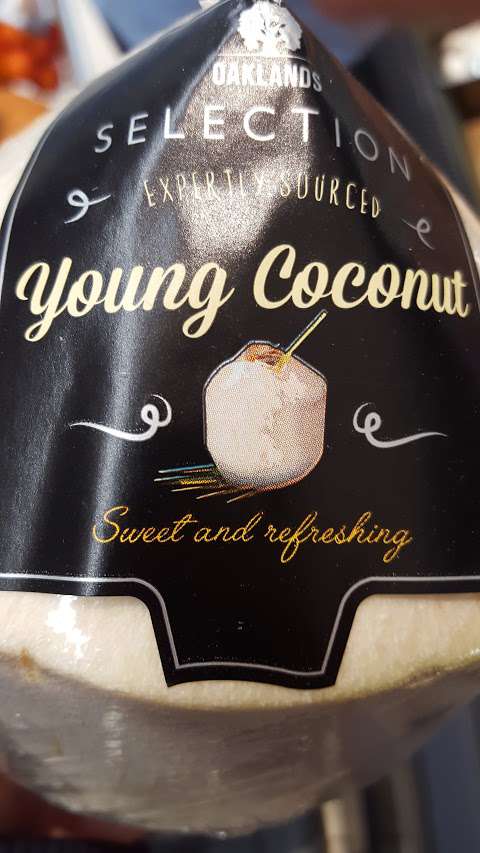 OAKLANDS
SELECTION
EXPERTLY SOURCED
Young Coconut
Sweet and refreshing